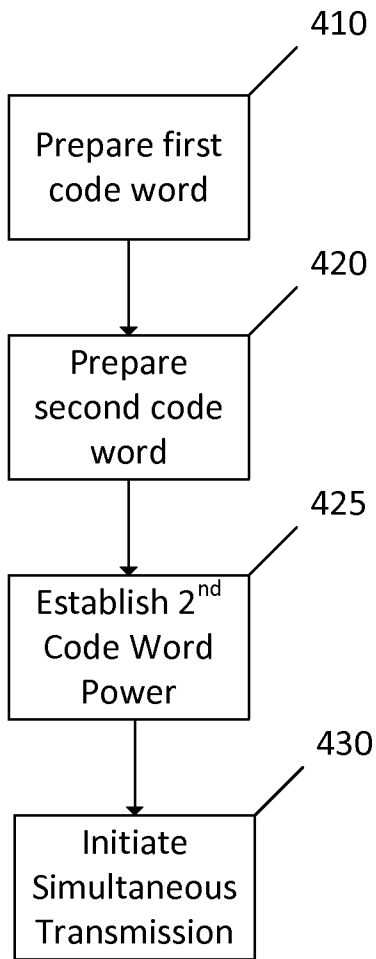 410
Prepare first
code word
420
Prepare
second code
word
425
Establish 2nd
Code Word
Power
430
Initiate
Simultaneous
Transmission